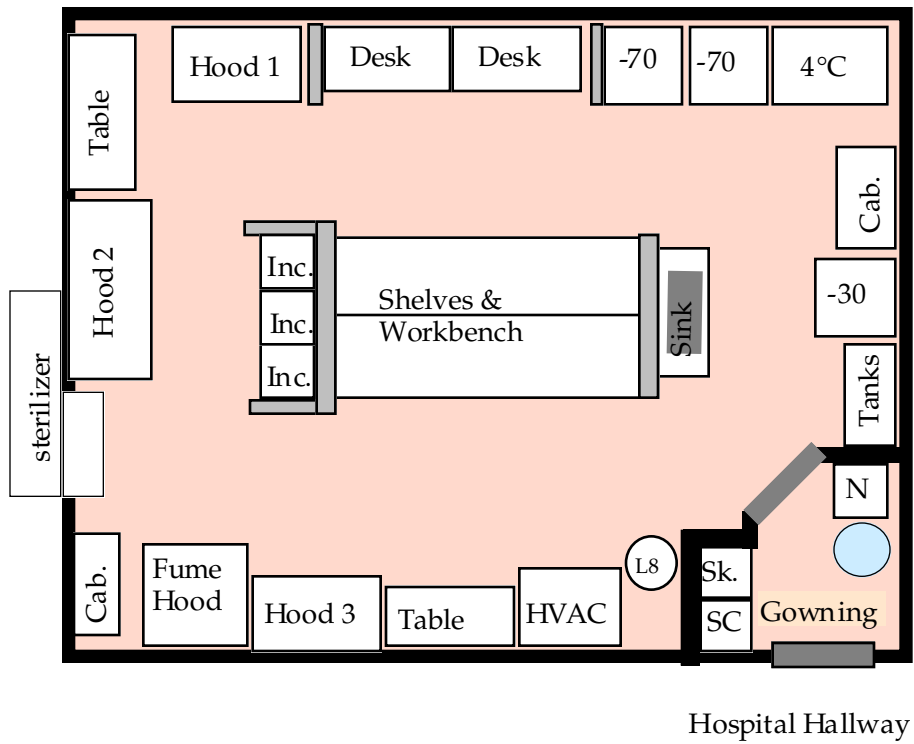 Hood 1
Desk
Desk
-70
-70
4°C
Table
Cab.
Hood 2
Inc.
Inc.
Inc.
Shelves &
Workbench
Sink
-30
Tanks
sterilizer
N
Cab.
Fume
Hood
Hood 3
Table
HVAC
L8
Sk.
SC
Gowning
Hospital Hallway